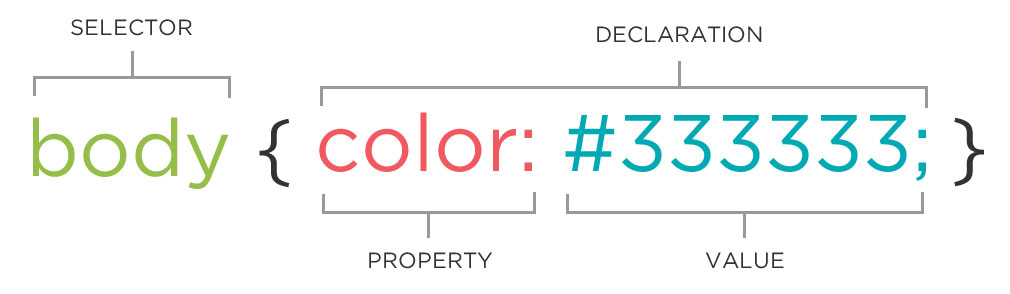 SELECTOR
DECLARATION
body { color: #333333; }
PROPERTY
VALUE